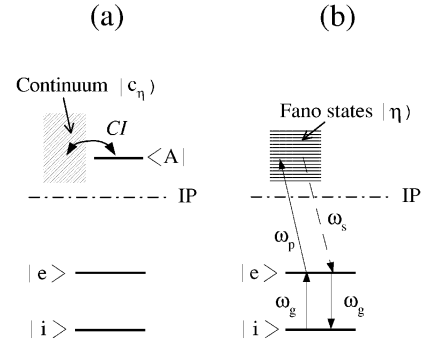 (a)
(b)
Continuum | c_η ⟩
CI
<A|
Fano states | η ⟩
IP
IP
ω_p
ω_s
| e >
| e >
ω_g
ω_g
| i >
| i >